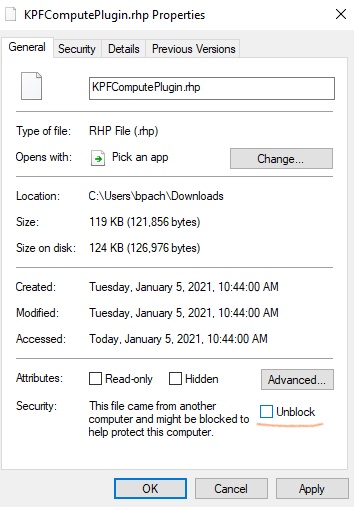 KPFComputePlugin.rhp Properties
General Security Details Previous Versions
KPFComputePlugin.rhp
Type of file: RHP File (.rhp)
Opens with: Pick an app Change...
Location: C:\Users\bpach\Downloads
Size: 119 KB (121,856 bytes)
Size on disk: 124 KB (126,976 bytes)
Created: Tuesday, January 5, 2021, 10:44:00 AM
Modified: Tuesday, January 5, 2021, 10:44:00 AM
Accessed: Today, January 5, 2021, 10:44:00 AM
Attributes: Read-only Hidden Advanced...
Security: This file came from another Unblock
computer and might be blocked to
help protect this computer.
OK Cancel Apply